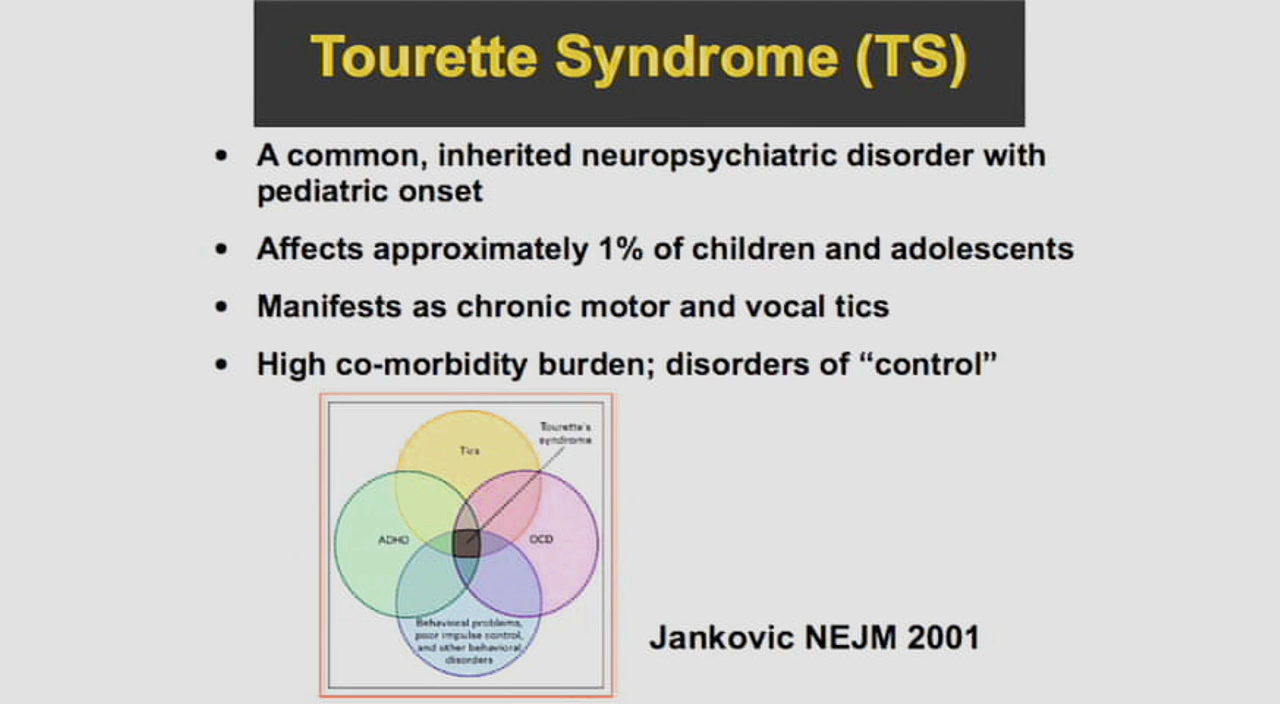 Tourette Syndrome (TS)
• A common, inherited neuropsychiatric disorder with
pediatric onset
• Affects approximately 1% of children and adolescents
• Manifests as chronic motor and vocal tics
• High co-morbidity burden; disorders of “control”
Tourette's
syndrome
Tics
ADHD
OCD
Behavioral problems,
poor impulse control,
and other behavioral
disorders
Jankovic NEJM 2001